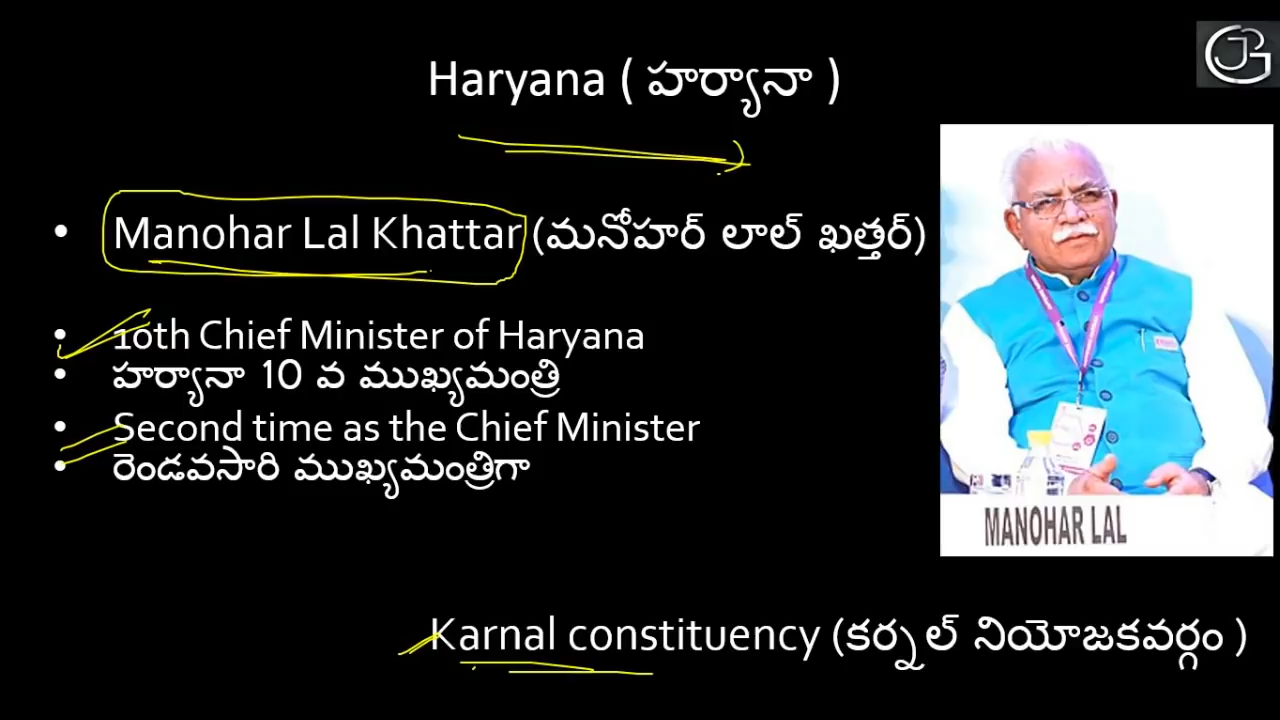 Haryana ( హర్యానా )
• Manohar Lal Khattar (మనోహర్ లాల్ ఖత్తర్)
• 10th Chief Minister of Haryana
• హర్యానా 10 వ ముఖ్యమంత్రి
• Second time as the Chief Minister
• రెండవసారి ముఖ్యమంత్రిగా
MANOHAR LAL
Karnal constituency (కర్నల్ నియోజకవర్గం )